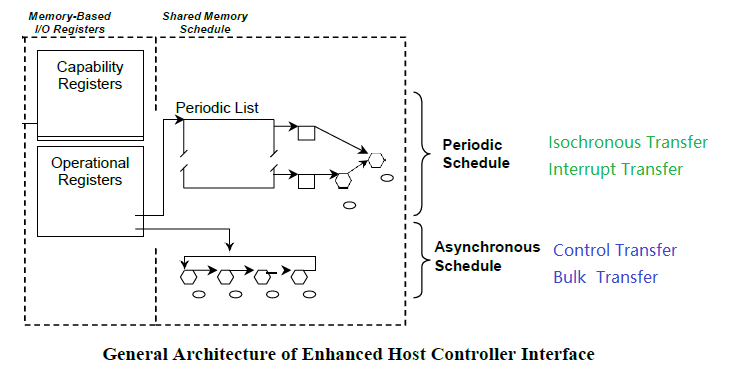 Memory-Based
I/O Registers
Shared Memory
Schedule
Capability
Registers
Operational
Registers
Periodic List
Periodic
Schedule
Isochronous Transfer
Interrupt Transfer
Asynchronous
Schedule
Control Transfer
Bulk Transfer
General Architecture of Enhanced Host Controller Interface